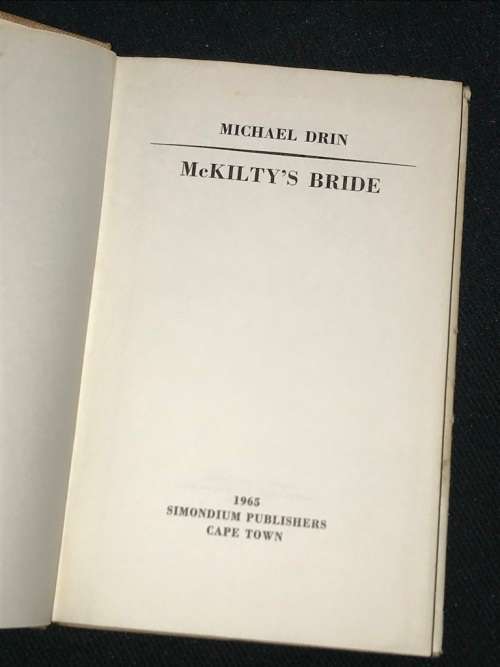 MICHAEL DRIN
McKILTY'S BRIDE
1965
SIMONDIUM PUBLISHERS
CAPE TOWN